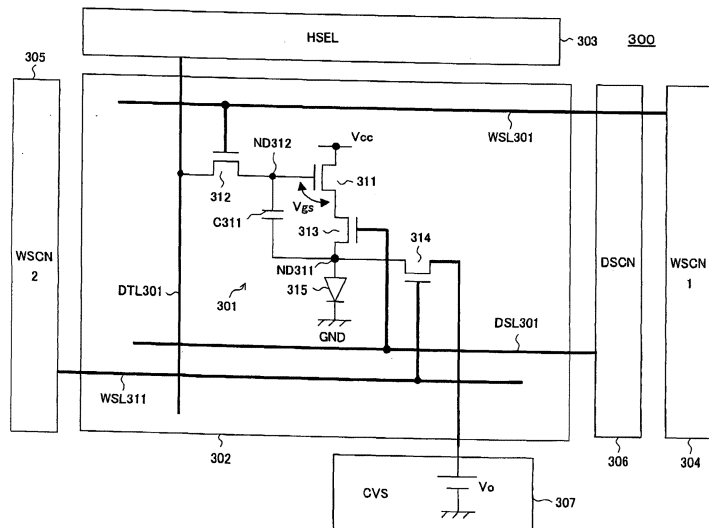 HSEL
303
300
305
WSL301
Vcc
ND312
311
312
Vgs
C311
313
314
WSCN
2
DSCN
WSCN
1
ND311
DTL301
301
315
GND
DSL301
WSL311
302
306
304
CVS
Vo
307